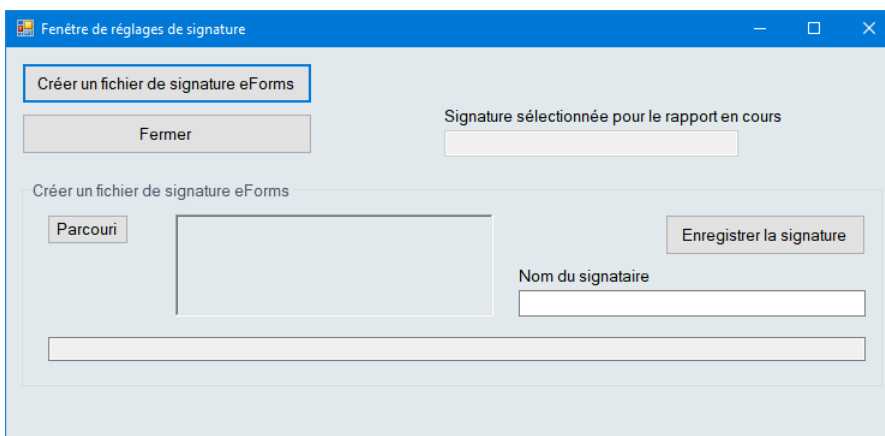 Fenêtre de réglages de signature
Créer un fichier de signature eForms
Fermer
Signature sélectionnée pour le rapport en cours
Créer un fichier de signature eForms
Parcouri
Enregistrer la signature
Nom du signataire